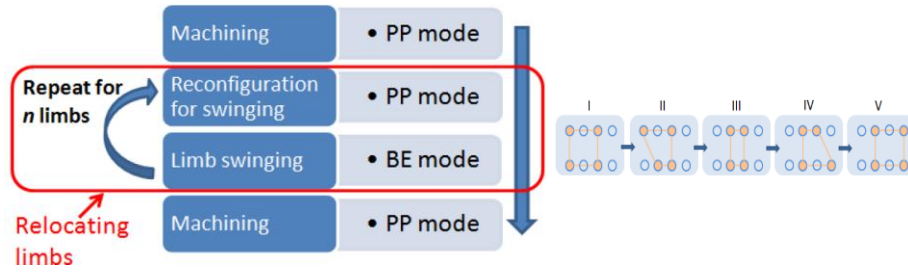 Machining
• PP mode
Repeat for
n limbs
Reconfiguration
for swinging
• PP mode
Limb swinging
• BE mode
Relocating
limbs
Machining
• PP mode
I II III IV V